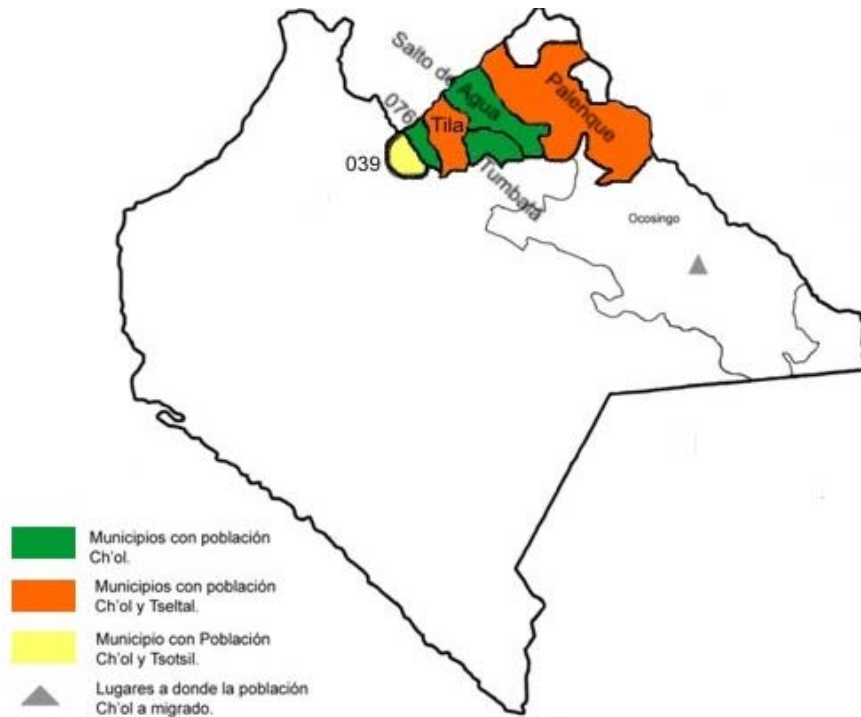 Salto de Agua
Palenque
076
Tila
039
Tumbalá
Ocosingo
Municipios con población
Ch'ol.
Municipios con población
Ch'ol y Tseltal.
Municipio con Población
Ch'ol y Tsotsil.
Lugares a donde la población
Ch'ol a migrado.